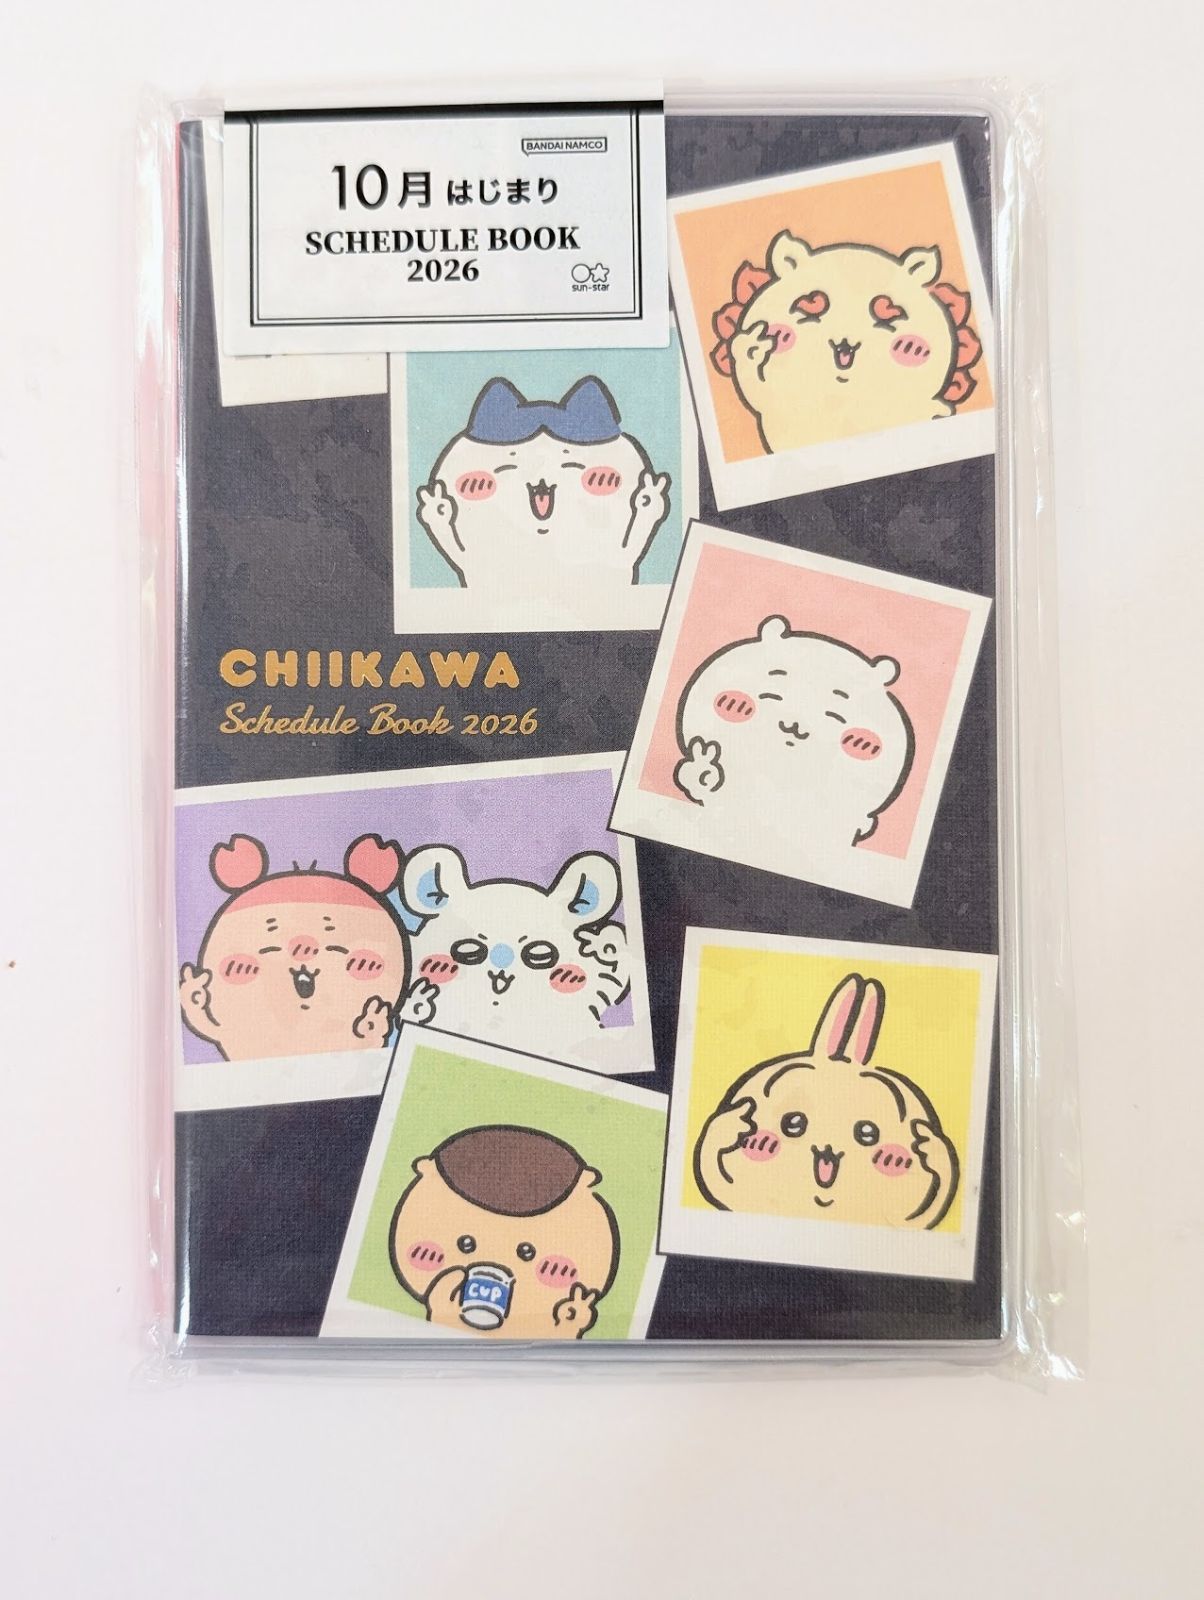 BANDAI NAMCO
10月 はじまり
SCHEDULE BOOK
2026
sun-star
CHIIKAWA
Schedule Book 2026
CUP